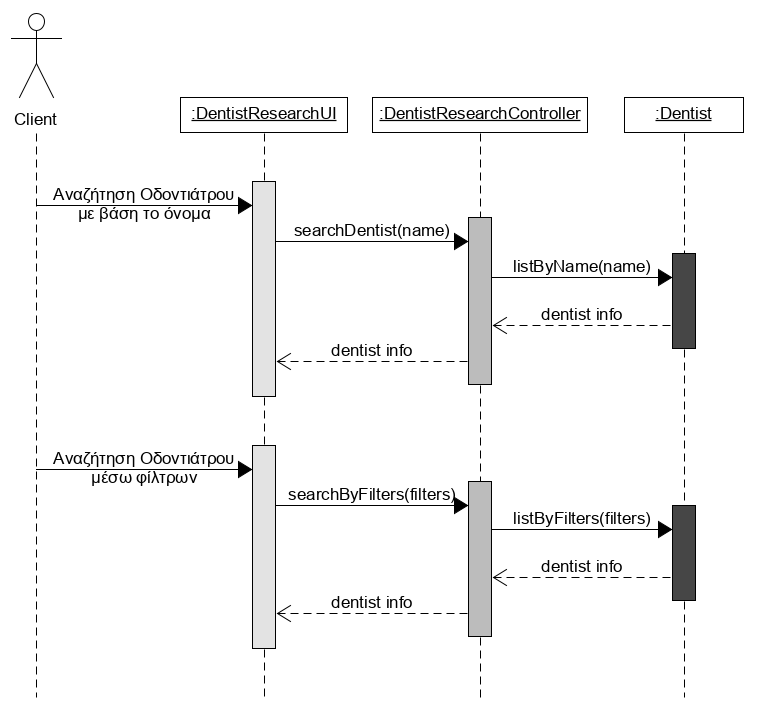 Client
:DentistResearchUI
:DentistResearchController
:Dentist
Αναζήτηση Οδοντιάτρου
με βάση το όνομα
searchDentist(name)
listByName(name)
dentist info
dentist info
Αναζήτηση Οδοντιάτρου
μέσω φίλτρων
searchByFilters(filters)
listByFilters(filters)
dentist info
dentist info